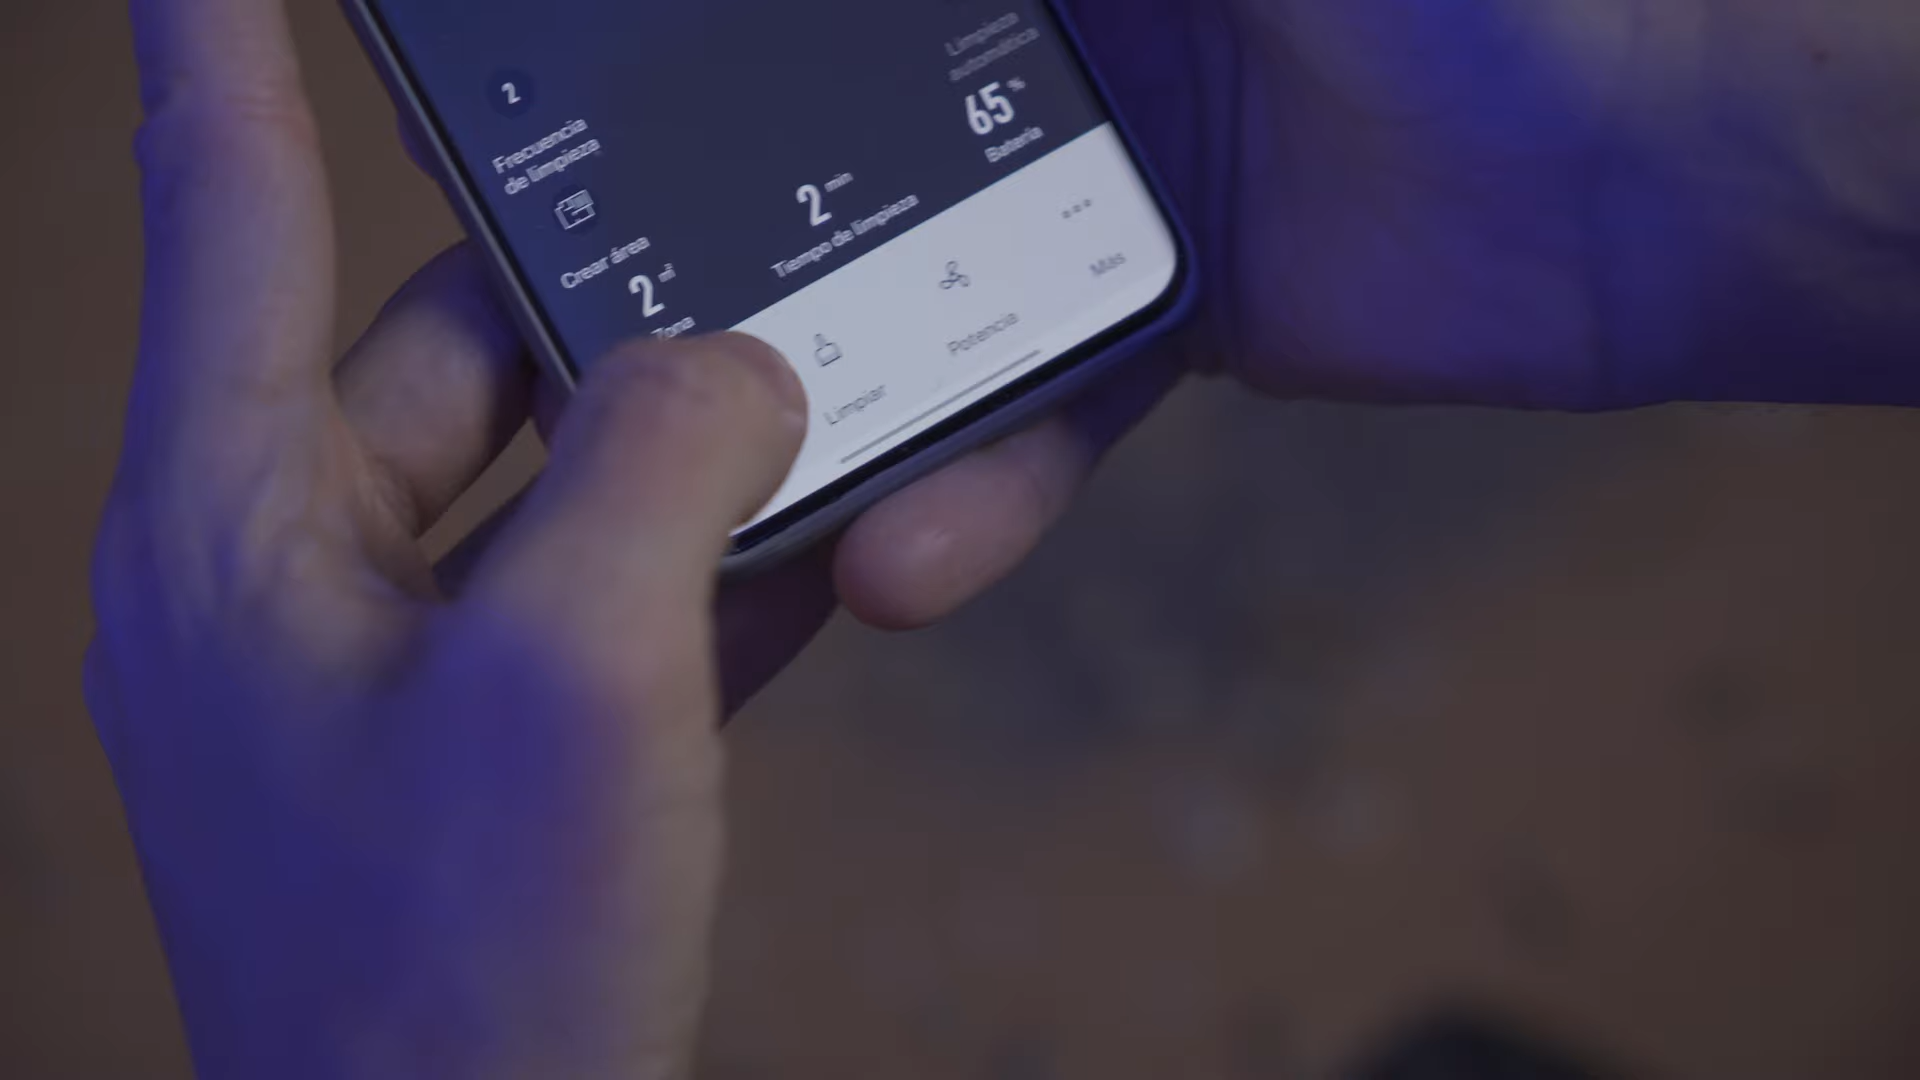 Limpieza
automática
2
65 %
Frecuencia
de limpieza
Batería
2 min
Tiempo de limpieza
Crear área
2 m²
Zona
Más
Potencia
Limpiar